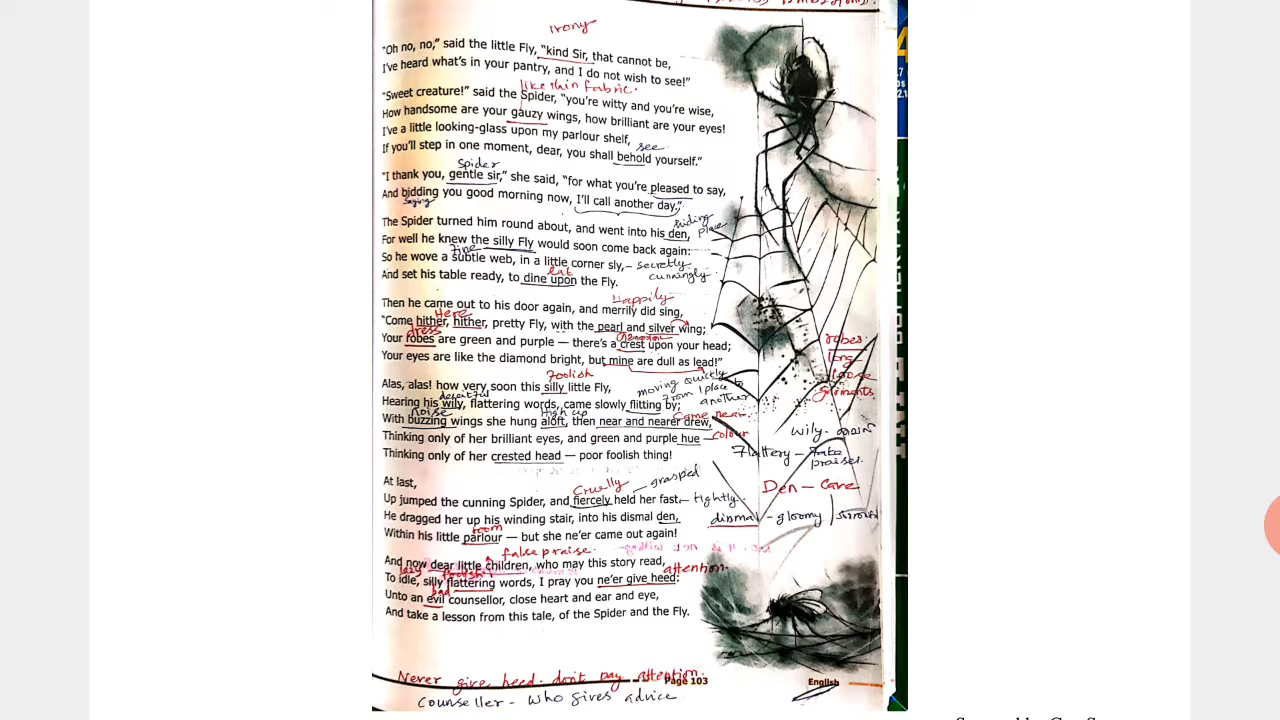 Irony
"Oh no, no," said the little Fly, "kind Sir, that cannot be,
I've heard what's in your pantry, and I do not wish to see!"
like thin fabric.
"Sweet creature!" said the Spider, "you're witty and you're wise,
How handsome are your gauzy wings, how brilliant are your eyes!
I've a little looking-glass upon my parlour shelf,
see
If you'll step in one moment, dear, you shall behold yourself."
Spider
"I thank you, gentle sir," she said, "for what you're pleased to say,
And bidding you good morning now, I'll call another day."
Saying
The Spider turned him round about, and went into his den,
hiding place
For well he knew the silly Fly would soon come back again:
fine
So he wove a subtle web, in a little corner sly,
- secretly
cunningly
eat
And set his table ready, to dine upon the Fly.
Happily
Then he came out to his door again, and merrily did sing,
Here
"Come hither, hither, pretty Fly, with the pearl and silver wing;
dress
Your robes are green and purple — there's a crest upon your head;
Your eyes are like the diamond bright, but mine are dull as lead!"
robes
long
loose
garments
Foolish
Alas, alas! how very soon this silly little Fly,
moving quickly
from 1 place to
another
deceitful
Hearing his wily, flattering words, came slowly flitting by;
noise
High up
Came near.
With buzzing wings she hung aloft, then near and nearer drew,
Thinking only of her brilliant eyes, and green and purple hue —
colour
wily -
Thinking only of her crested head — poor foolish thing!
Flattery - fake
praises.
At last,
Cruelly
- grasped
Up jumped the cunning Spider, and fiercely held her fast.
- tightly.
Den - Cave
He dragged her up his winding stair, into his dismal den,
dismal - gloomy
room
Within his little parlour — but she ne'er came out again!
false praise.
And now dear little children, who may this story read,
attention.
lazy
foolish
To idle, silly flattering words, I pray you ne'er give heed:
bad
Unto an evil counsellor, close heart and ear and eye,
And take a lesson from this tale, of the Spider and the Fly.
Never give heed - don't pay attention.
Page 103
English
Counseller - who gives advice